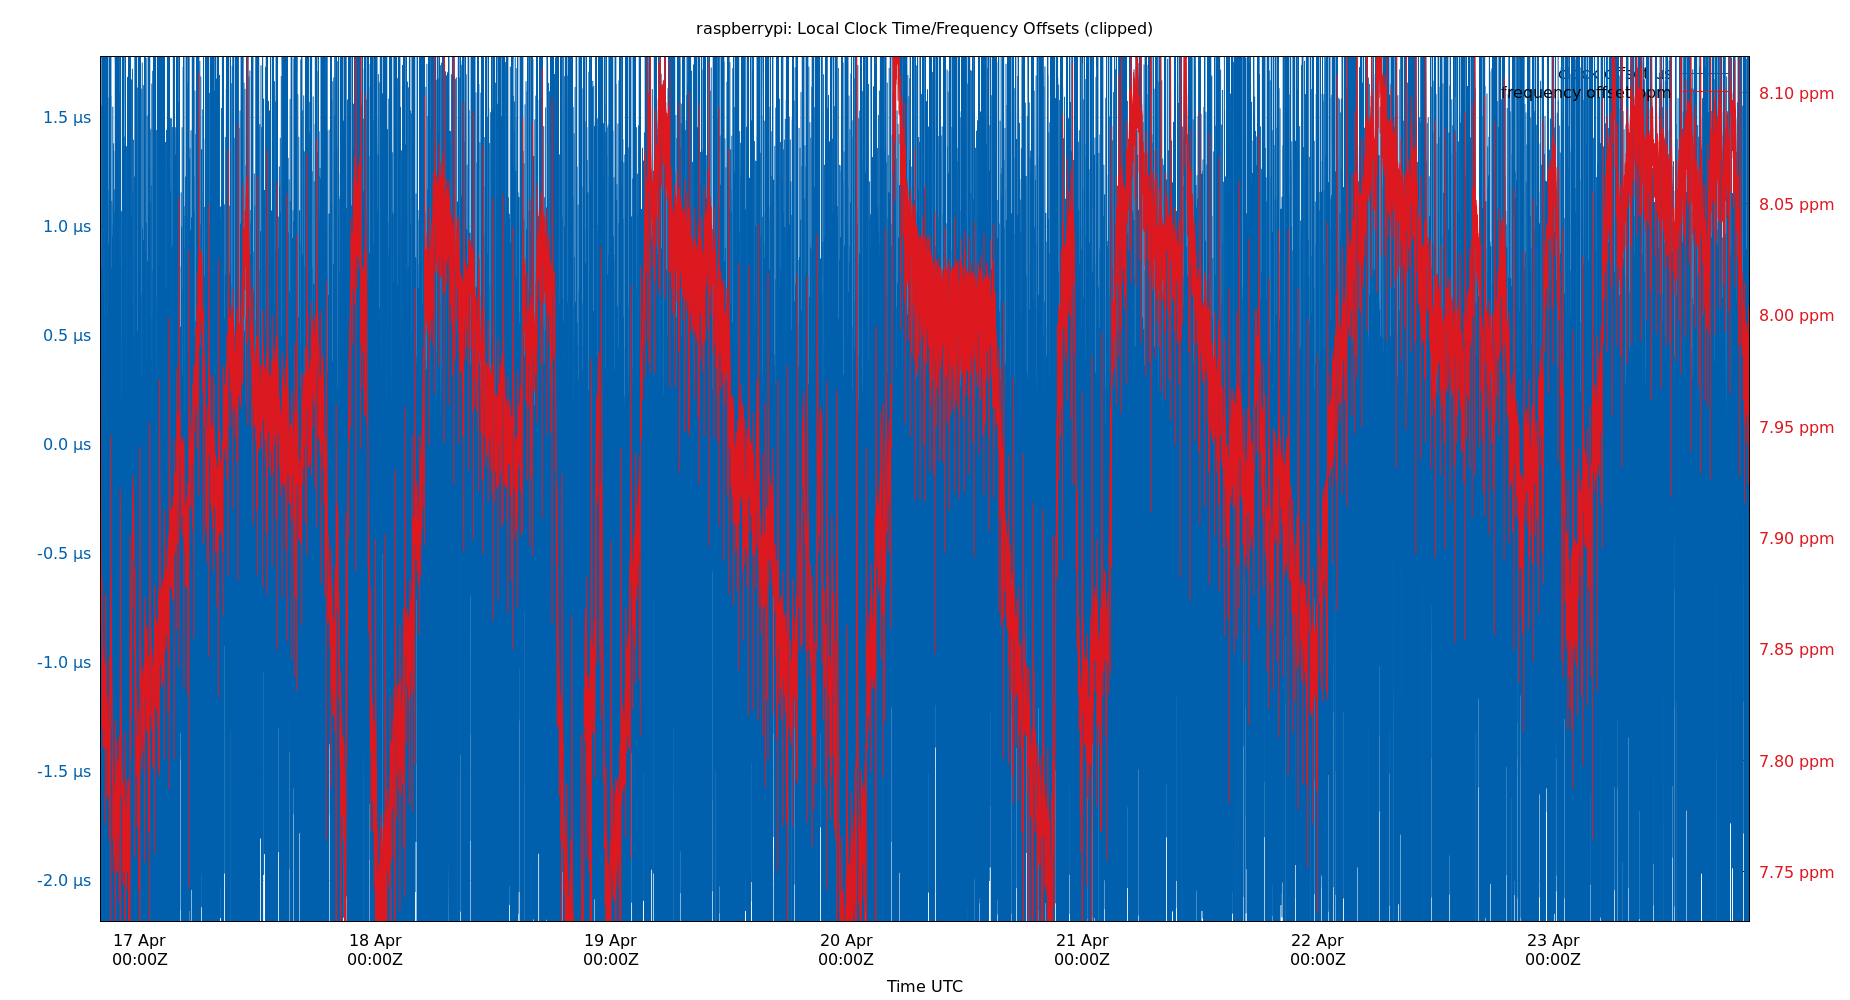 raspberrypi: Local Clock Time/Frequency Offsets (clipped)
frequency offset ppm
1.5 µs
1.0 µs
0.5 µs
0.0 µs
-0.5 µs
-1.0 µs
-1.5 µs
-2.0 µs
8.10 ppm
8.05 ppm
8.00 ppm
7.95 ppm
7.90 ppm
7.85 ppm
7.80 ppm
7.75 ppm
17 Apr
00:00Z
18 Apr
00:00Z
19 Apr
00:00Z
20 Apr
00:00Z
21 Apr
00:00Z
22 Apr
00:00Z
23 Apr
00:00Z
Time UTC